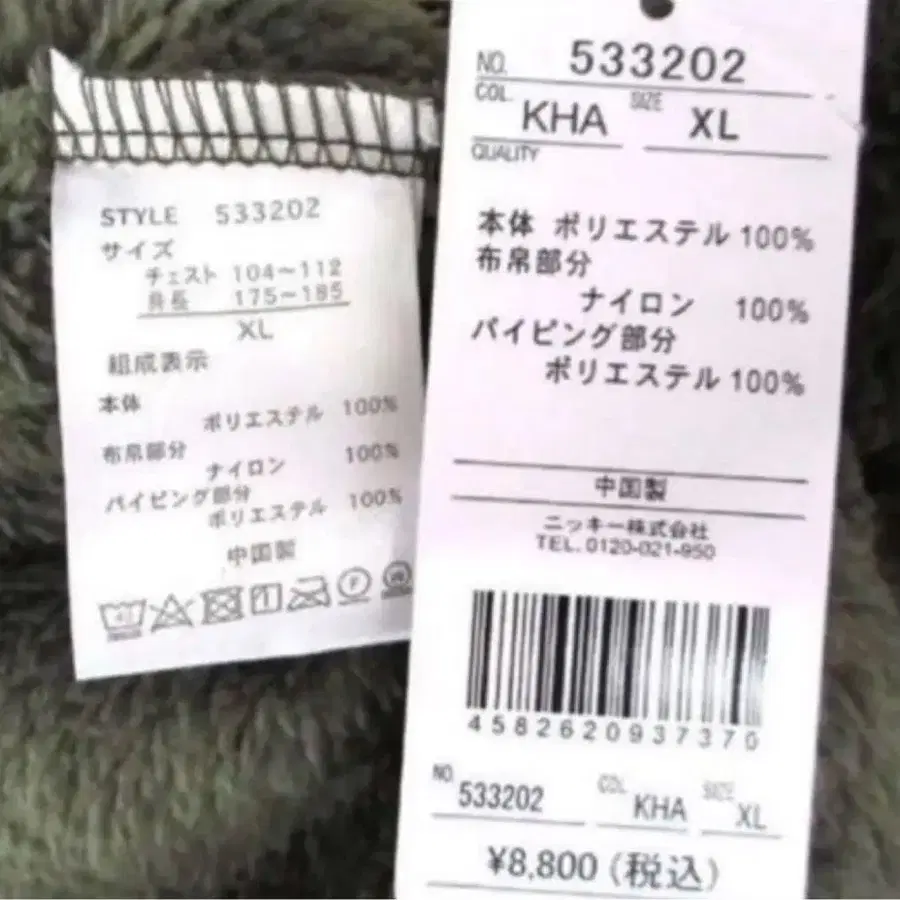 STYLE 533202
サイズ
チェスト 104~112
身長 175~185
XL
組成表示
本体
ポリエステル 100%
布帛部分
ナイロン 100%
パイピング部分
ポリエステル 100%
中国製
NO. 533202
COL. KHA SIZE XL
QUALITY
本体 ポリエステル 100%
布帛部分
ナイロン 100%
パイピング部分
ポリエステル 100%
中国製
ニッキー株式会社
TEL. 0120-021-950
4582620937370
NO. 533202 COL. KHA SIZE XL
¥8,800 (税込)